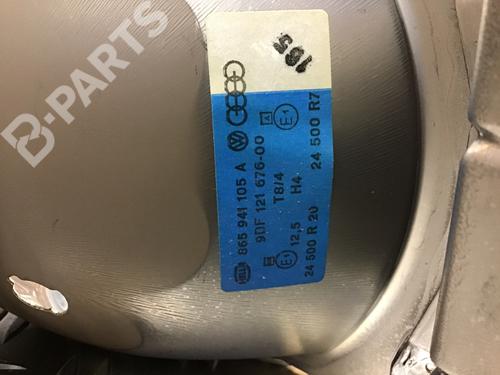 B-PARTS
185
HELLA 865 941 105 A
9DF 121 676-00
T8/4
E1 12,5 H4 E1
24 500 R 20 24 500 R7